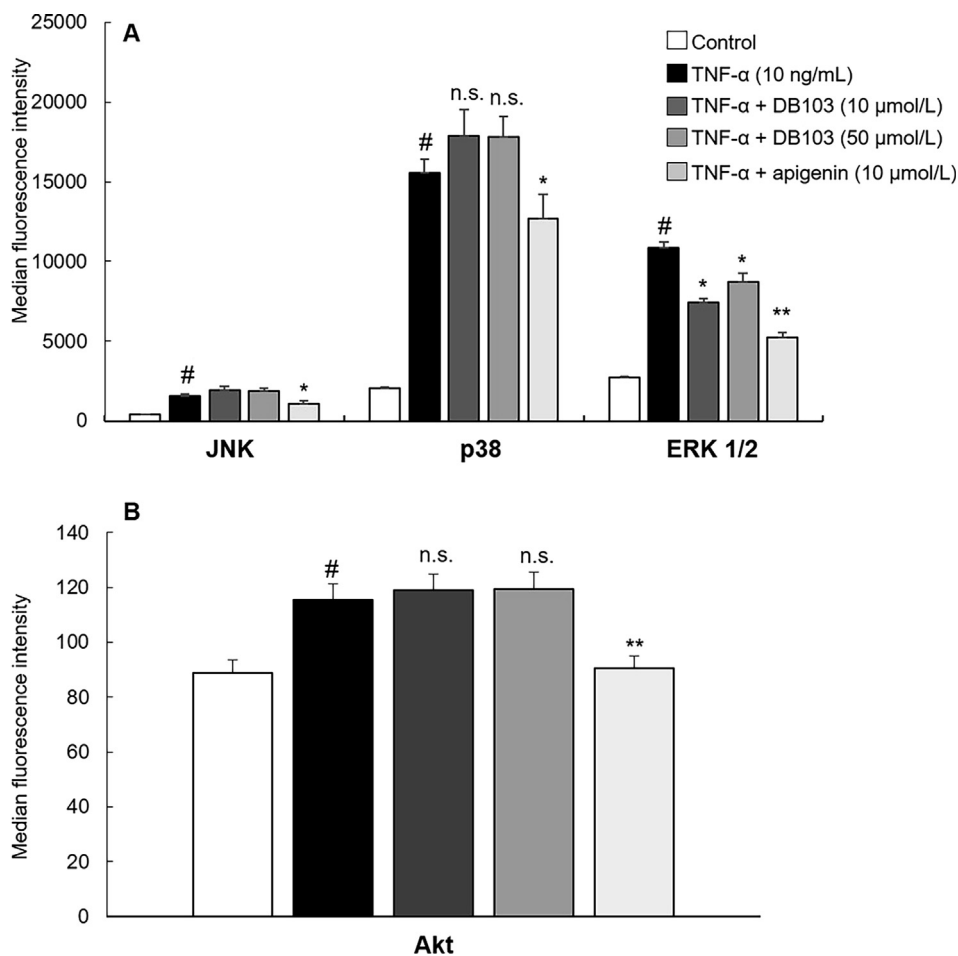 A
Median fluorescence intensity
25000
20000
15000
10000
5000
0
Control
TNF-α (10 ng/mL)
TNF-α + DB103 (10 µmol/L)
TNF-α + DB103 (50 µmol/L)
TNF-α + apigenin (10 µmol/L)
#
*
#
n.s.
n.s.
*
#
*
*
**
JNK
p38
ERK 1/2
B
Median fluorescence intensity
140
120
100
80
60
40
20
0
#
n.s.
n.s.
**
Akt